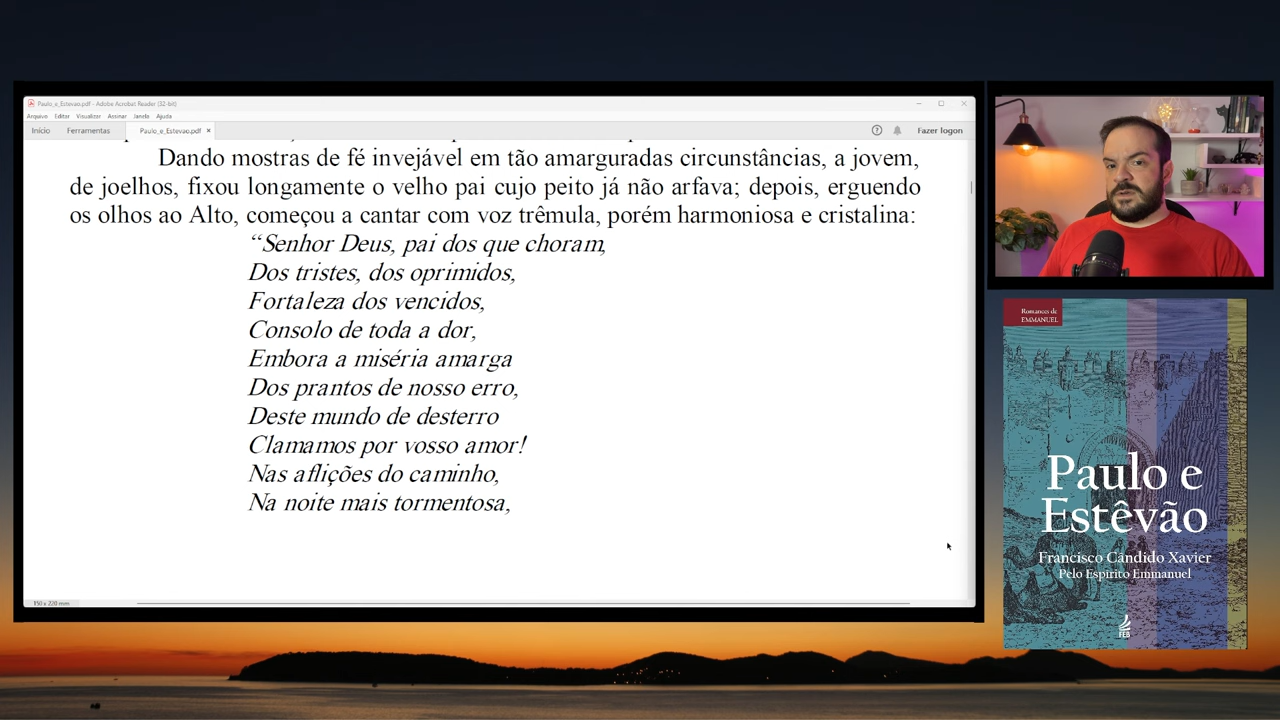 Paulo_e_Estevao.pdf - Adobe Acrobat Reader (32-bit)
Arquivo Editar Visualizar Assinar Janela Ajuda
Início Ferramentas Paulo_e_Estevao.pdf × Fazer logon
Dando mostras de fé invejável em tão amarguradas circunstâncias, a jovem,
de joelhos, fixou longamente o velho pai cujo peito já não arfava; depois, erguendo
os olhos ao Alto, começou a cantar com voz trêmula, porém harmoniosa e cristalina:
“Senhor Deus, pai dos que choram,
Dos tristes, dos oprimidos,
Fortaleza dos vencidos,
Consolo de toda a dor,
Embora a miséria amarga
Dos prantos de nosso erro,
Deste mundo de desterro
Clamamos por vosso amor!
Nas aflições do caminho,
Na noite mais tormentosa,
150 x 220 mm
Romances de
EMMANUEL
Paulo e
Estêvão
Francisco Cândido Xavier
Pelo Espírito Emmanuel
FEB